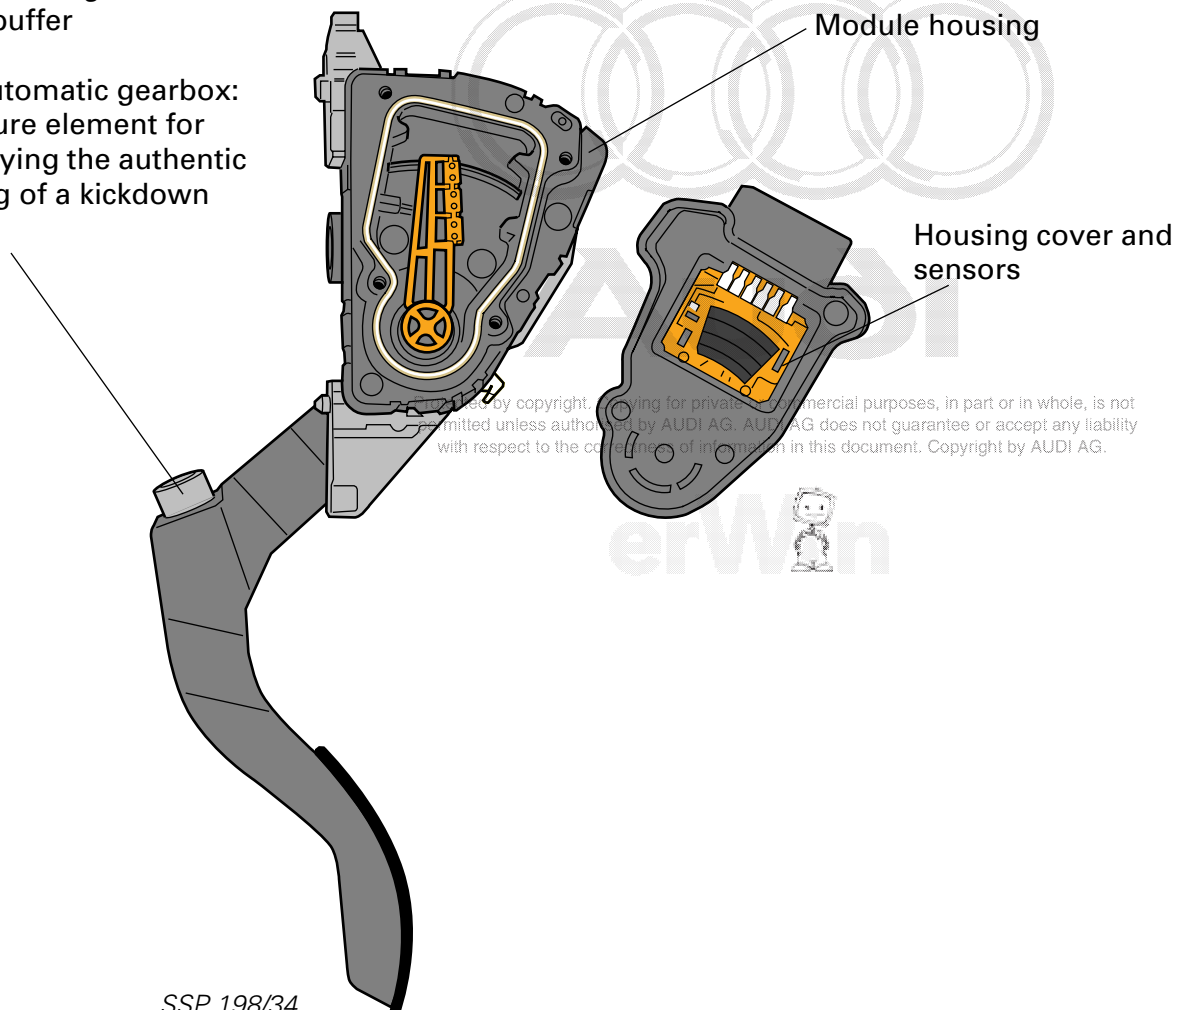 buffer
utomatic gearbox:
ure element for
ying the authentic
g of a kickdown
Module housing
Housing cover and
sensors
AUDI
Protected by copyright. Copying for private or commercial purposes, in part or in whole, is not
permitted unless authorised by AUDI AG. AUDI AG does not guarantee or accept any liability
with respect to the correctness of information in this document. Copyright by AUDI AG.
erWin
SSP 198/34